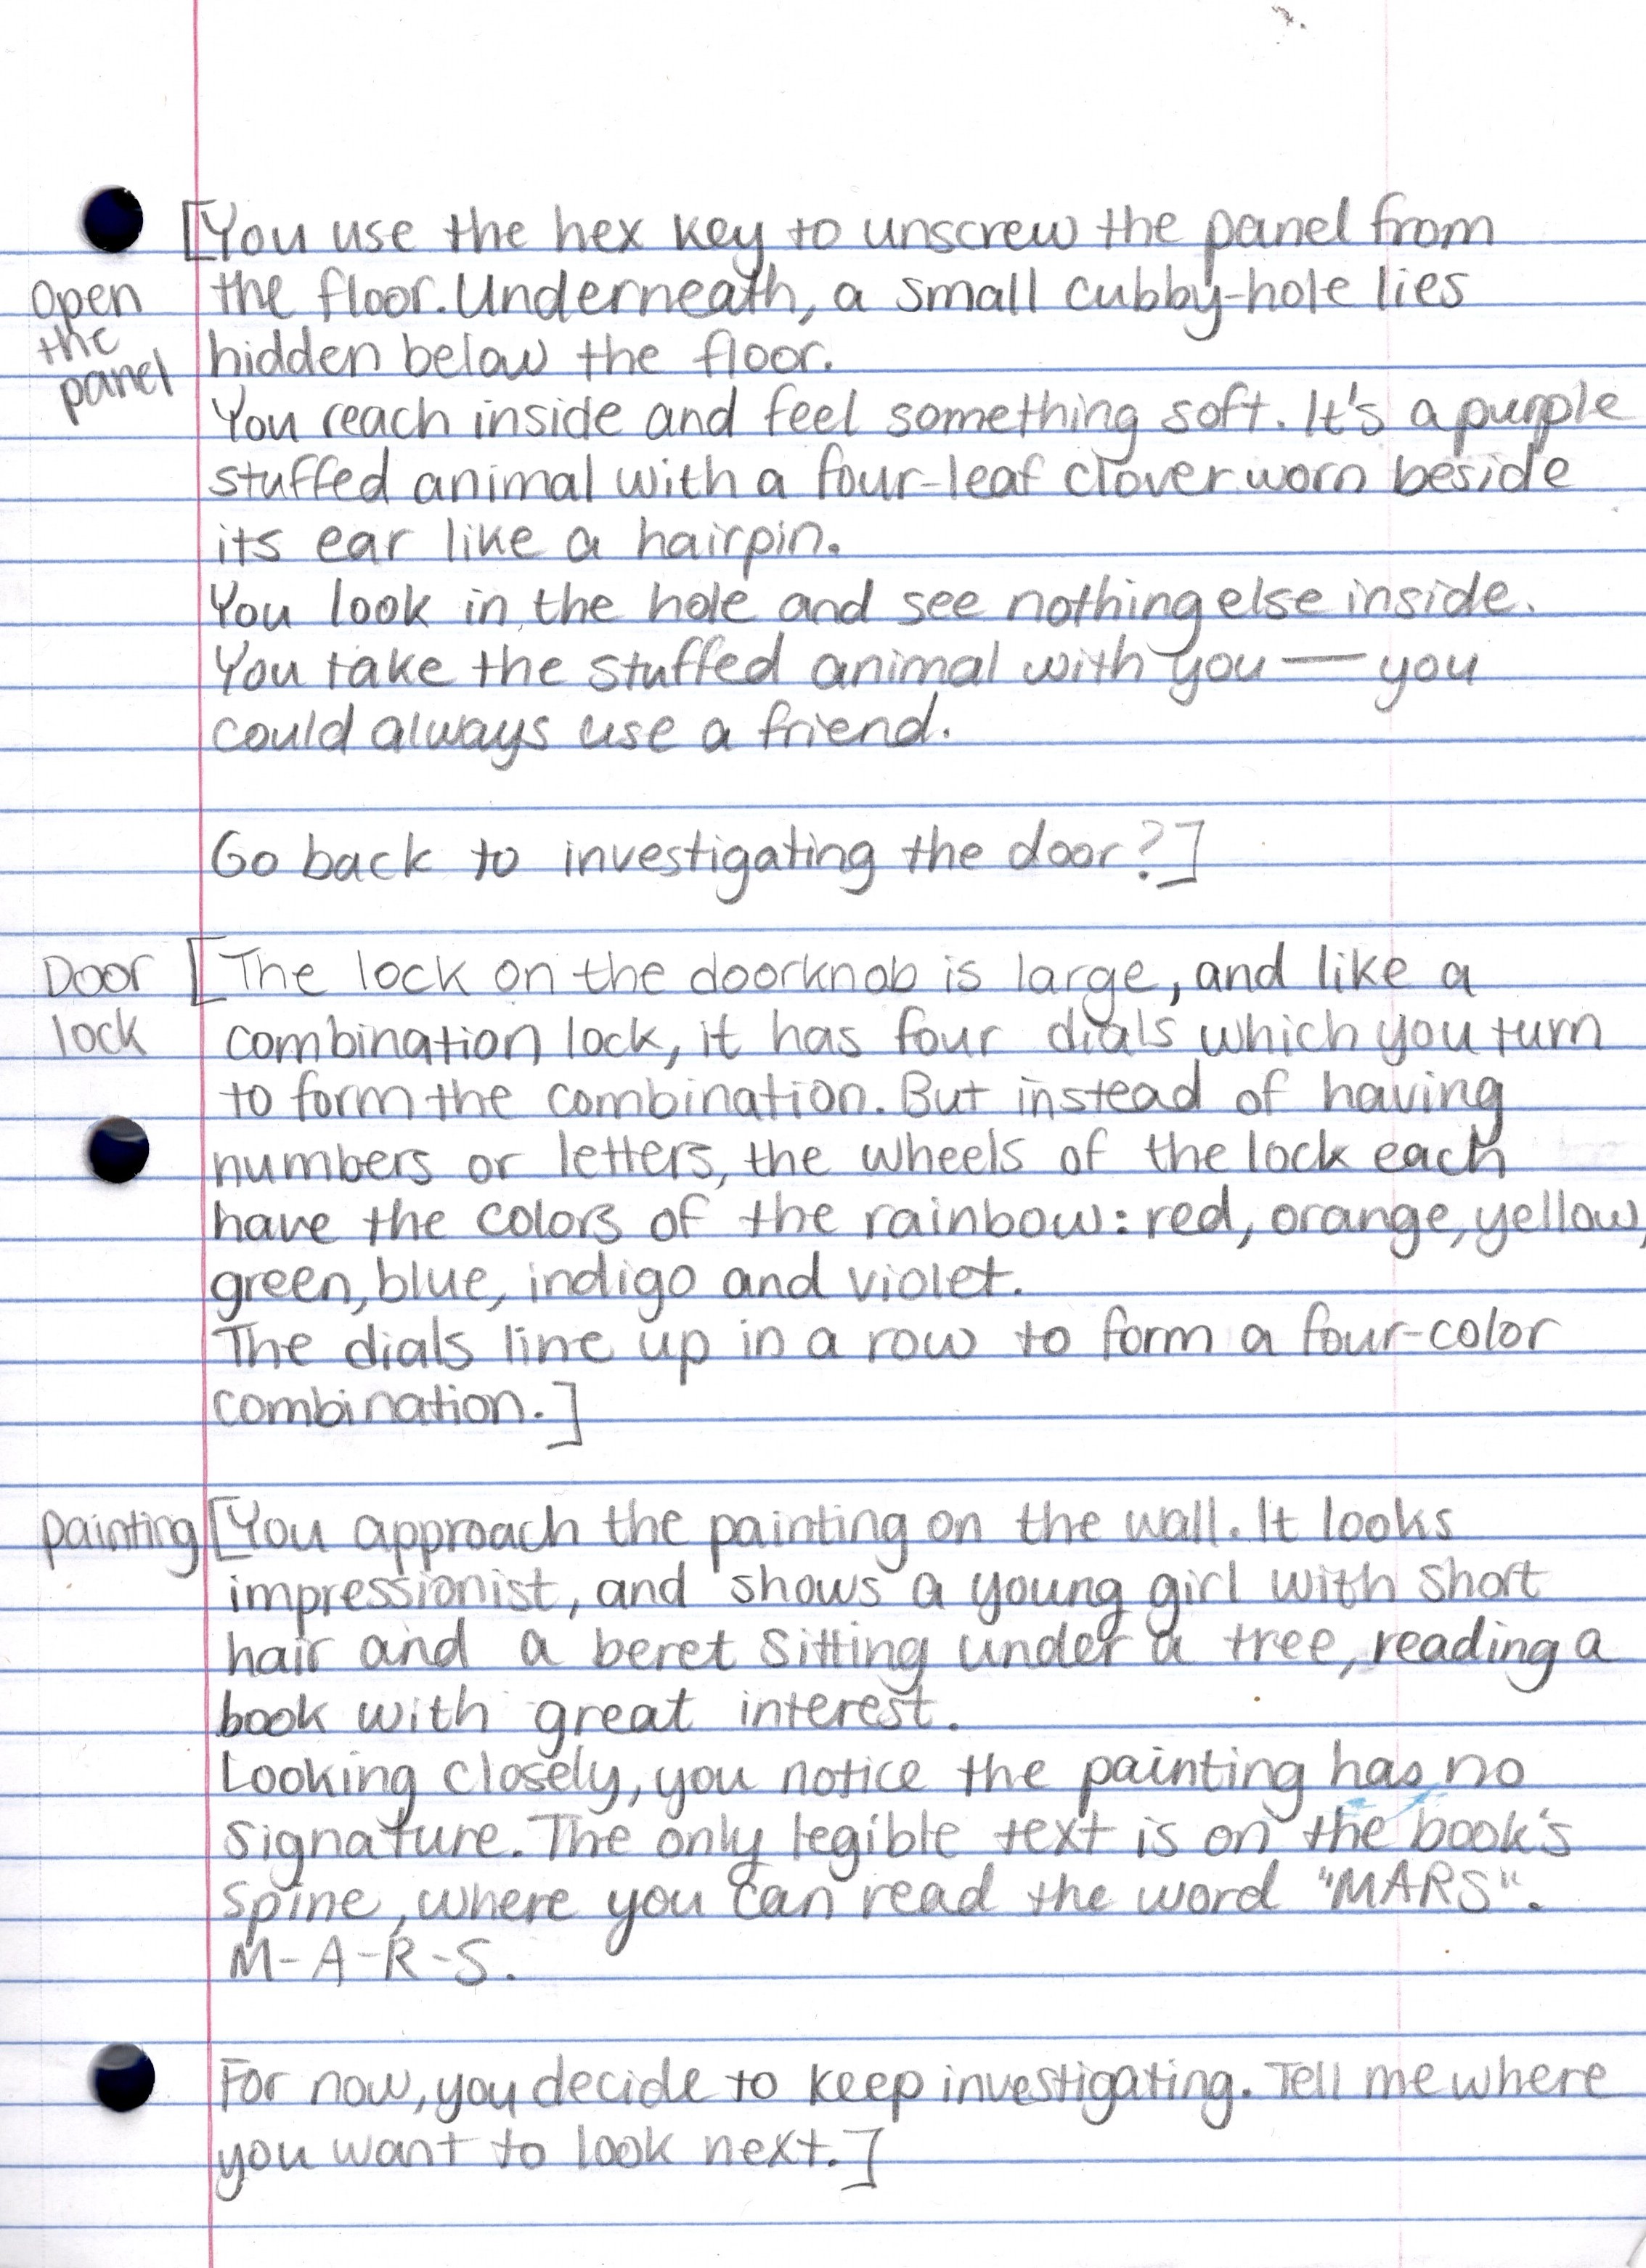 [You use the hex key to unscrew the panel from
Open the floor. Underneath, a small cubby-hole lies
the
hidden below the floor.
panel
You reach inside and feel something soft. It's a purple
stuffed animal with a four-leaf clover worn beside
its ear like a hairpin.
You look in the hole and see nothing else inside.
You take the stuffed animal with you — you
could always use a friend.
Go back to investigating the door?]
Door [The lock on the doorknob is large, and like a
lock combination lock, it has four dials which you turn
to form the combination. But instead of having
numbers or letters, the wheels of the lock each
have the colors of the rainbow: red, orange, yellow,
green, blue, indigo and violet.
The dials line up in a row to form a four-color
combination.]
painting [You approach the painting on the wall. It looks
impressionist, and shows a young girl with short
hair and a beret sitting under a tree, reading a
book with great interest.
Looking closely, you notice the painting has no
signature. The only legible text is on the book's
spine, where you can read the word "MARS".
M-A-R-S.
For now, you decide to keep investigating. Tell me where
you want to look next.]